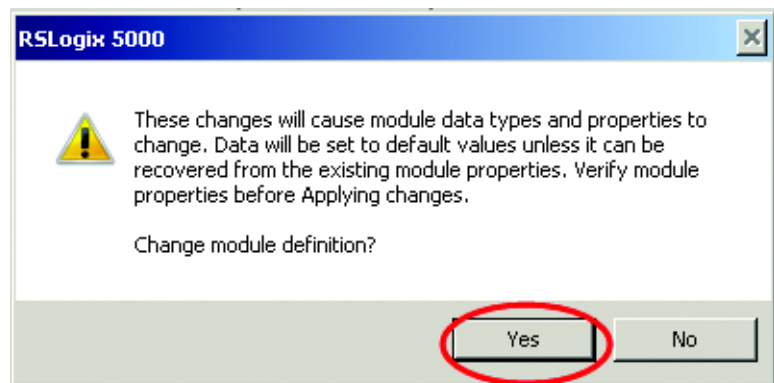 RSLogix 5000
These changes will cause module data types and properties to
change. Data will be set to default values unless it can be
recovered from the existing module properties. Verify module
properties before Applying changes.
Change module definition?
Yes
No